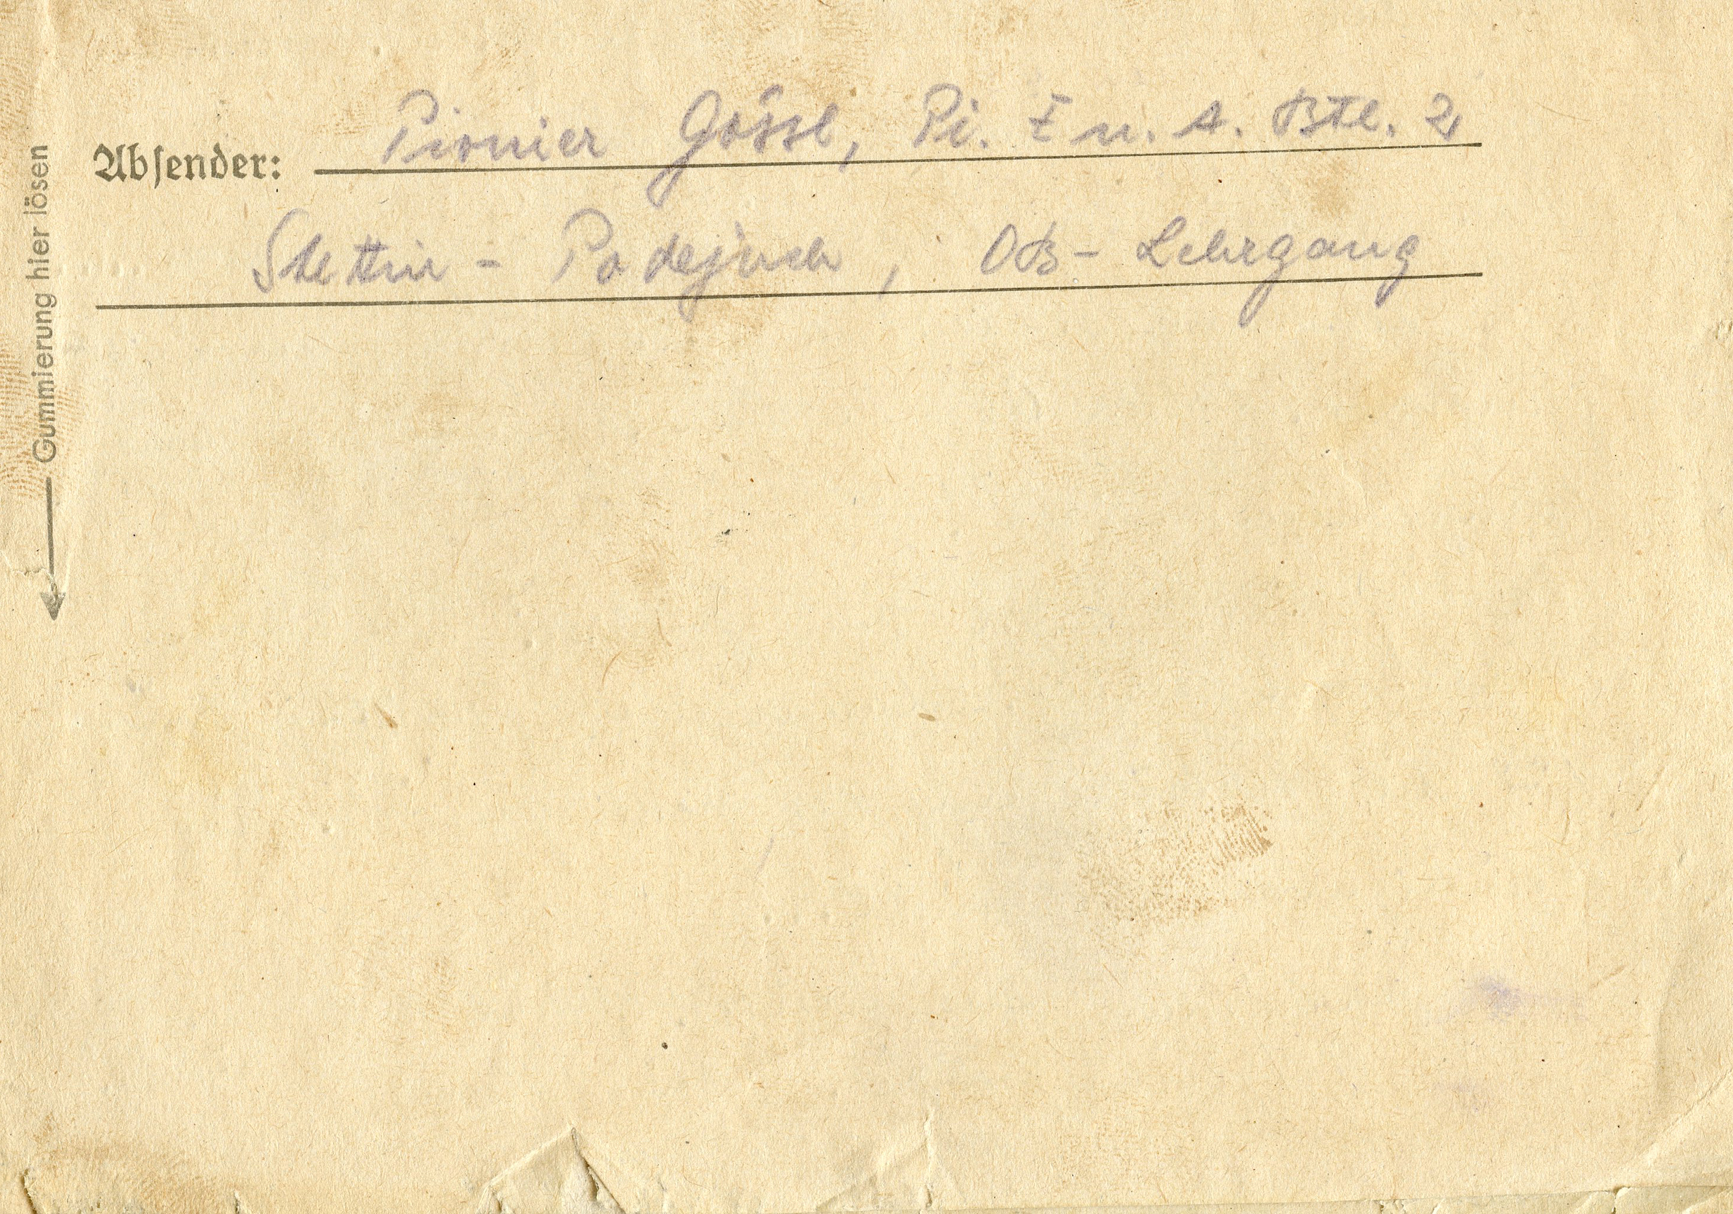 Absender: Pionier Gössl, Pi. E u. A. Btl. 2
Stettin - Podejuch, OB - Lehrgang
Gummierung hier lösen